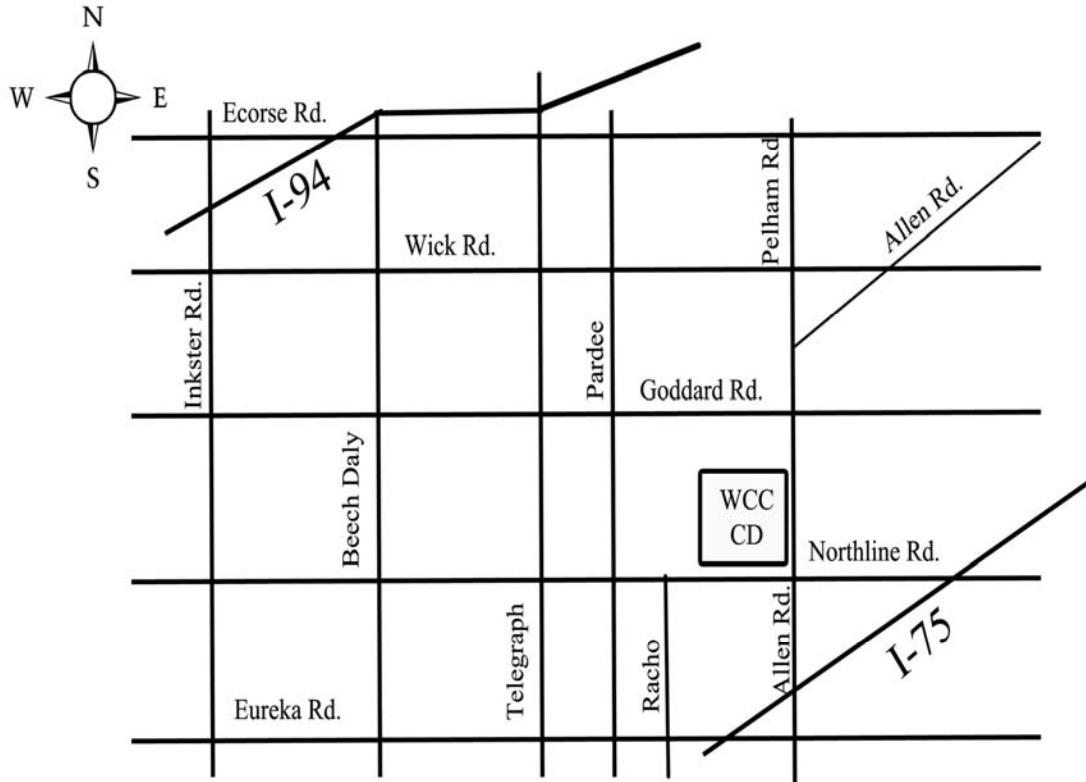 N
W
E
S
Ecorse Rd.
I-94
Pelham Rd
Allen Rd.
Wick Rd.
Inkster Rd.
Pardee
Goddard Rd.
Beech Daly
WCC
CD
Northline Rd.
Telegraph
Racho
Allen Rd.
I-75
Eureka Rd.